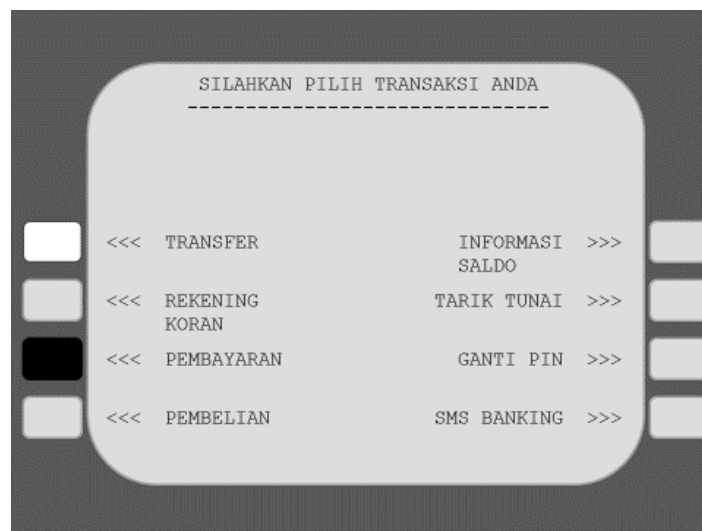 SILAHKAN PILIH TRANSAKSI ANDA
-------------------------------
<<< TRANSFER
INFORMASI >>>
SALDO
<<< REKENING
KORAN
TARIK TUNAI >>>
<<< PEMBAYARAN
GANTI PIN >>>
<<< PEMBELIAN
SMS BANKING >>>